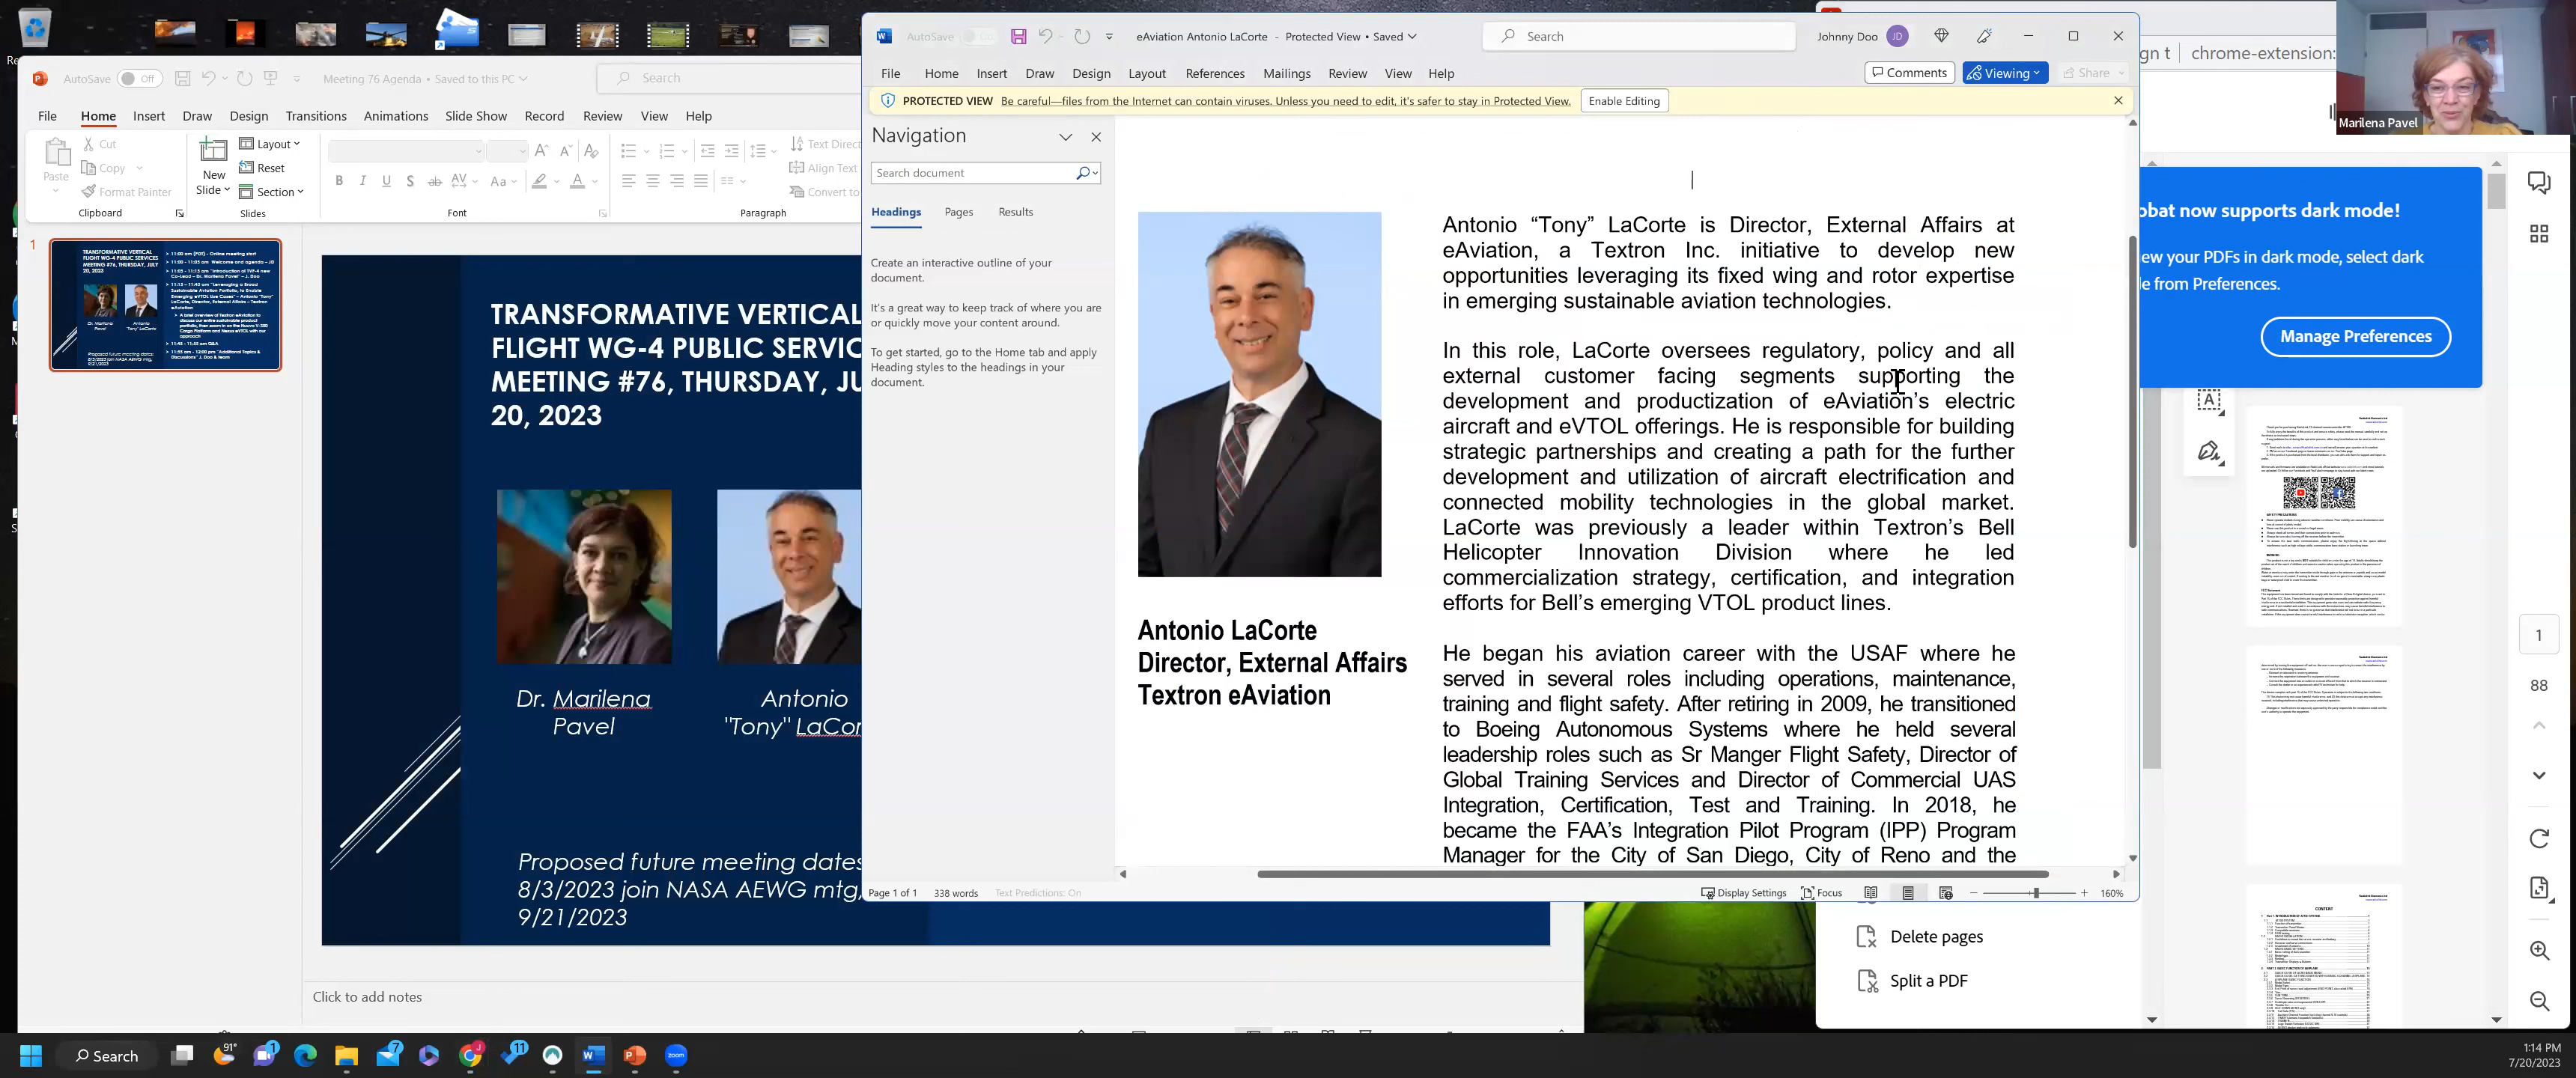 AutoSave Off
Meeting 76 Agenda • Saved to this PC
Search
File Home Insert Draw Design Transitions Animations Slide Show Record Review View Help
Paste
Cut
Copy
Format Painter
Clipboard
New Slide
Layout
Reset
Section
Slides
Font
Text Direct
Align Text
Convert to
Paragraph
1
TRANSFORMATIVE VERTICAL
FLIGHT WG-4 PUBLIC SERVIC
MEETING #76, THURSDAY, JU
20, 2023
Dr. Marilena
Pavel
Antonio
"Tony" LaCor
Proposed future meeting dates
8/3/2023 join NASA AEWG mtg,
9/21/2023
Click to add notes
AutoSave
eAviation Antonio LaCorte - Protected View • Saved
Search
Johnny Doo JD
File Home Insert Draw Design Layout References Mailings Review View Help
Comments Viewing Share
PROTECTED VIEW Be careful—files from the Internet can contain viruses. Unless you need to edit, it's safer to stay in Protected View. Enable Editing
Navigation
Search document
Headings Pages Results
Create an interactive outline of your
document.
It's a great way to keep track of where you are
or quickly move your content around.
To get started, go to the Home tab and apply
Heading styles to the headings in your
document.
Antonio LaCorte
Director, External Affairs
Textron eAviation
Antonio “Tony” LaCorte is Director, External Affairs at
eAviation, a Textron Inc. initiative to develop new
opportunities leveraging its fixed wing and rotor expertise
in emerging sustainable aviation technologies.
In this role, LaCorte oversees regulatory, policy and all
external customer facing segments supporting the
development and productization of eAviation’s electric
aircraft and eVTOL offerings. He is responsible for building
strategic partnerships and creating a path for the further
development and utilization of aircraft electrification and
connected mobility technologies in the global market.
LaCorte was previously a leader within Textron’s Bell
Helicopter Innovation Division where he led
commercialization strategy, certification, and integration
efforts for Bell’s emerging VTOL product lines.
He began his aviation career with the USAF where he
served in several roles including operations, maintenance,
training and flight safety. After retiring in 2009, he transitioned
to Boeing Autonomous Systems where he held several
leadership roles such as Sr Manger Flight Safety, Director of
Global Training Services and Director of Commercial UAS
Integration, Certification, Test and Training. In 2018, he
became the FAA’s Integration Pilot Program (IPP) Program
Manager for the City of San Diego, City of Reno and the
Page 1 of 1 338 words Text Predictions: On
Display Settings Focus 160%
gn t chrome-extension:
Marilena Pavel
obat now supports dark mode!
ew your PDFs in dark mode, select dark
e from Preferences.
Manage Preferences
1
88
CONTENT
Delete pages
Split a PDF
Search
91°
1
7
11
zoom
1:14 PM
7/20/2023